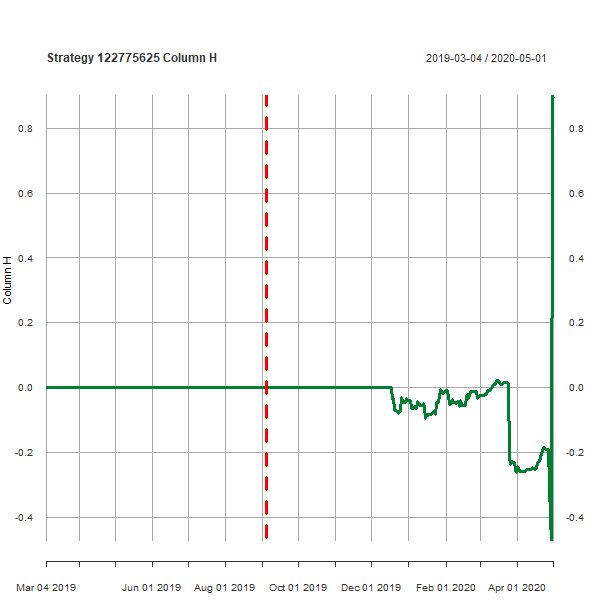 Strategy 122775625 Column H
2019-03-04 / 2020-05-01
Column H
0.8
0.6
0.4
0.2
0.0
-0.2
-0.4
0.8
0.6
0.4
0.2
0.0
-0.2
-0.4
Mar 04 2019
Jun 01 2019
Aug 01 2019
Oct 01 2019
Dec 01 2019
Feb 01 2020
Apr 01 2020